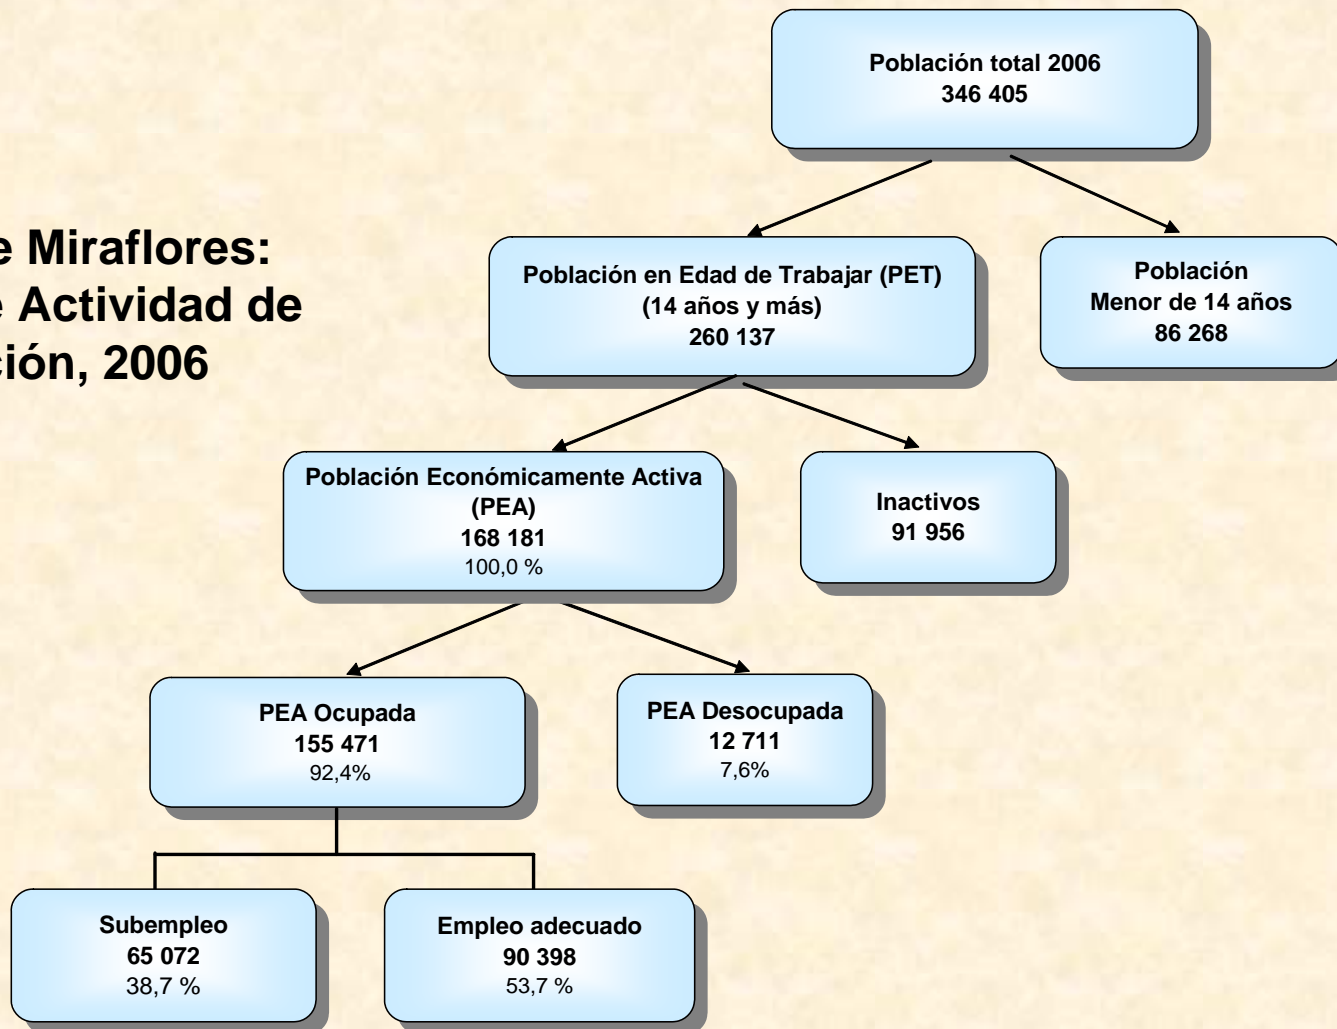 Población total 2006
346 405
e Miraflores:
e Actividad de
ción, 2006
Población en Edad de Trabajar (PET)
(14 años y más)
260 137
Población
Menor de 14 años
86 268
Población Económicamente Activa
(PEA)
168 181
100,0 %
Inactivos
91 956
PEA Ocupada
155 471
92,4%
PEA Desocupada
12 711
7,6%
Subempleo
65 072
38,7 %
Empleo adecuado
90 398
53,7 %